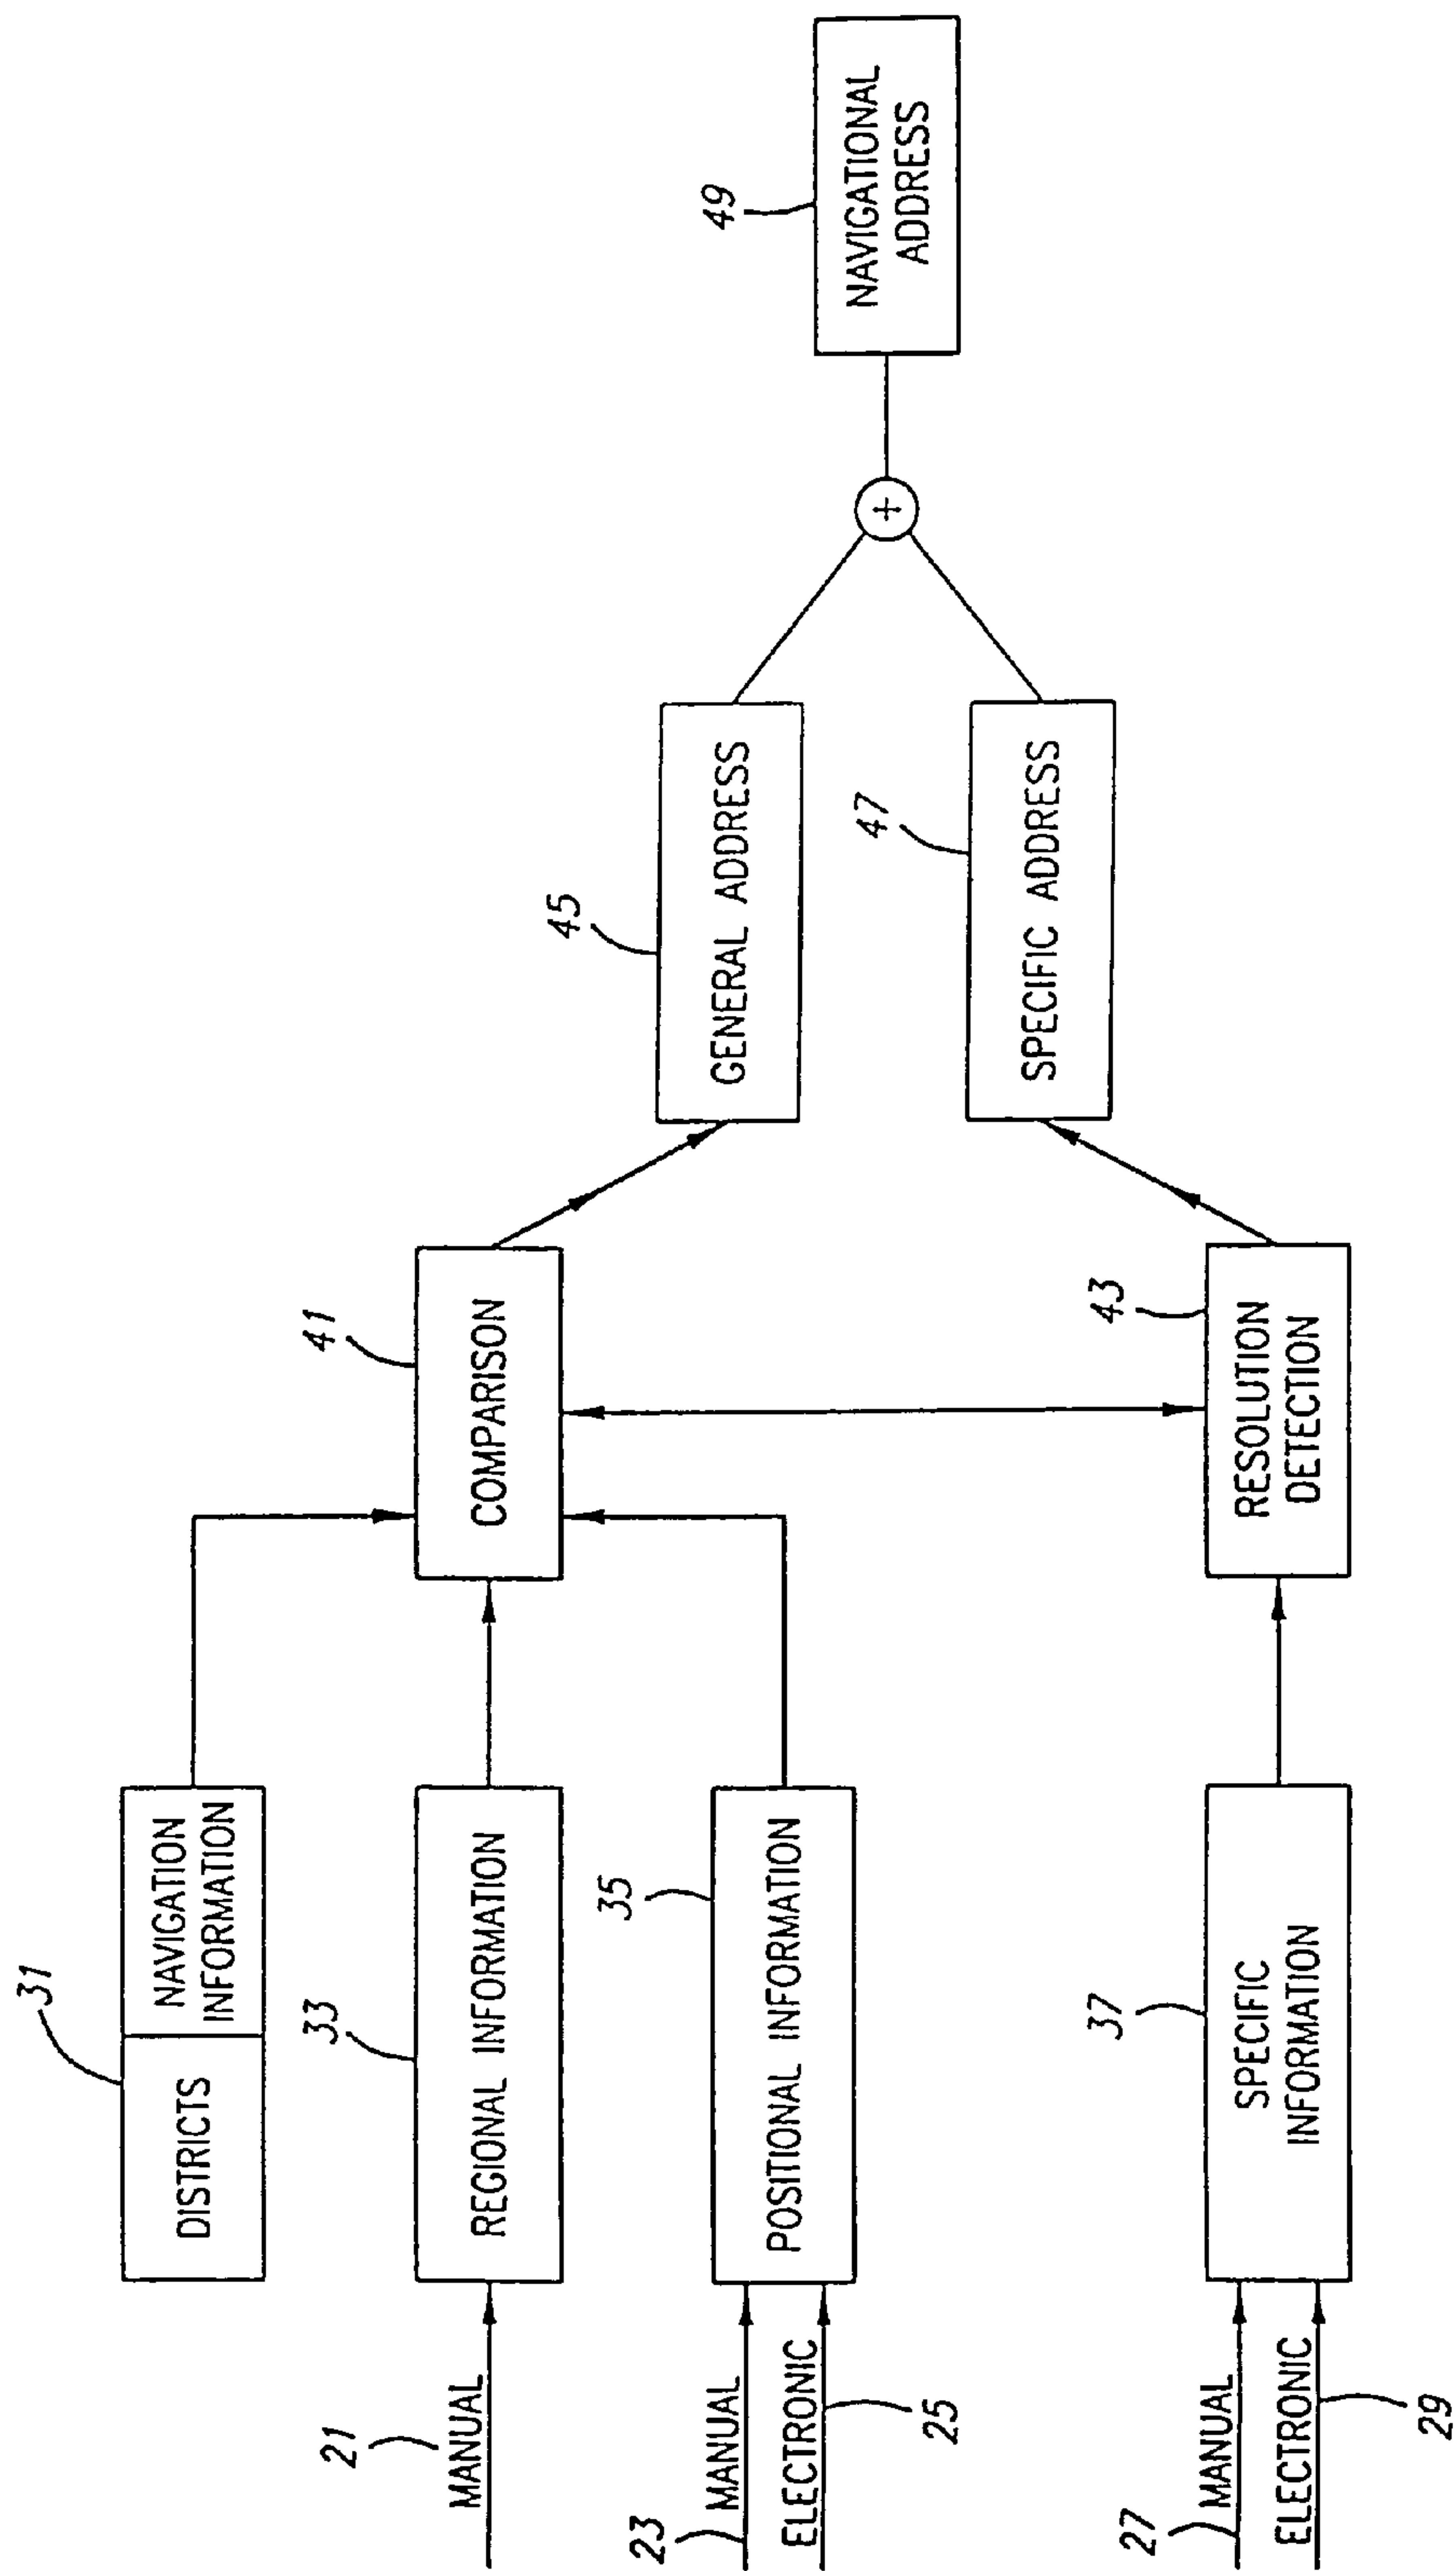 31
DISTRICTS
NAVIGATION
INFORMATION
21
MANUAL
33
REGIONAL INFORMATION
23
MANUAL
ELECTRONIC
25
35
POSITIONAL INFORMATION
27
MANUAL
ELECTRONIC
29
37
SPECIFIC
INFORMATION
41
COMPARISON
43
RESOLUTION
DETECTION
45
GENERAL ADDRESS
47
SPECIFIC ADDRESS
+
49
NAVIGATIONAL
ADDRESS